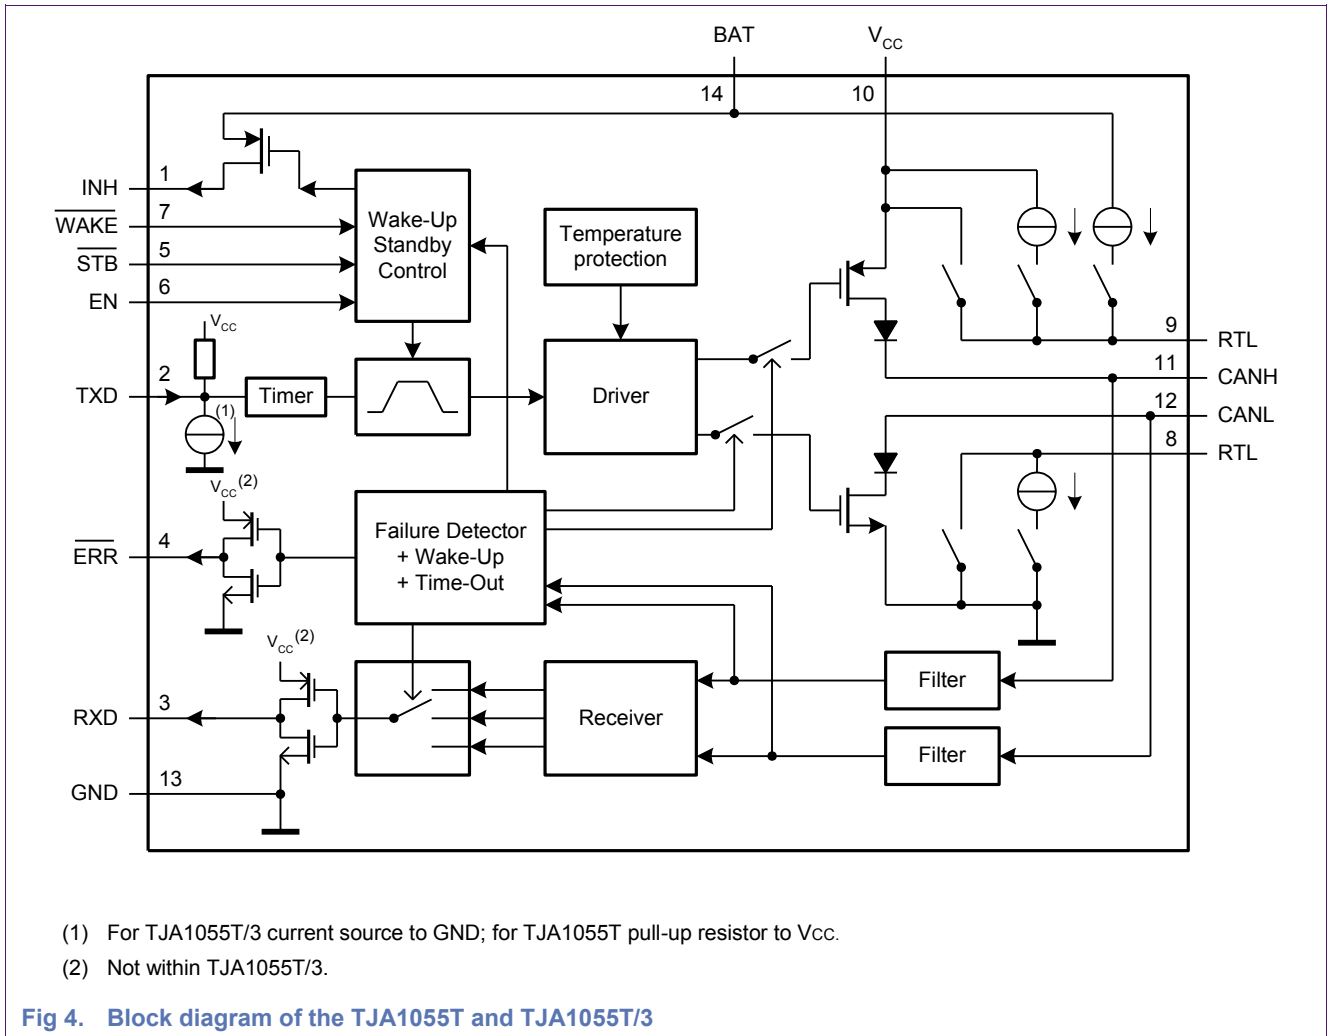 BAT
V_CC
14
10
INH
1
WAKE
7
STB
5
EN
6
Wake-Up
Standby
Control
Temperature
protection
V_CC
TXD
2
Timer
(1)
Driver
9
RTL
11
CANH
12
CANL
8
RTL
V_CC (2)
ERR
4
Failure Detector
+ Wake-Up
+ Time-Out
V_CC (2)
RXD
3
Receiver
Filter
Filter
GND
13
(1) For TJA1055T/3 current source to GND; for TJA1055T pull-up resistor to Vcc.
(2) Not within TJA1055T/3.
Fig 4. Block diagram of the TJA1055T and TJA1055T/3